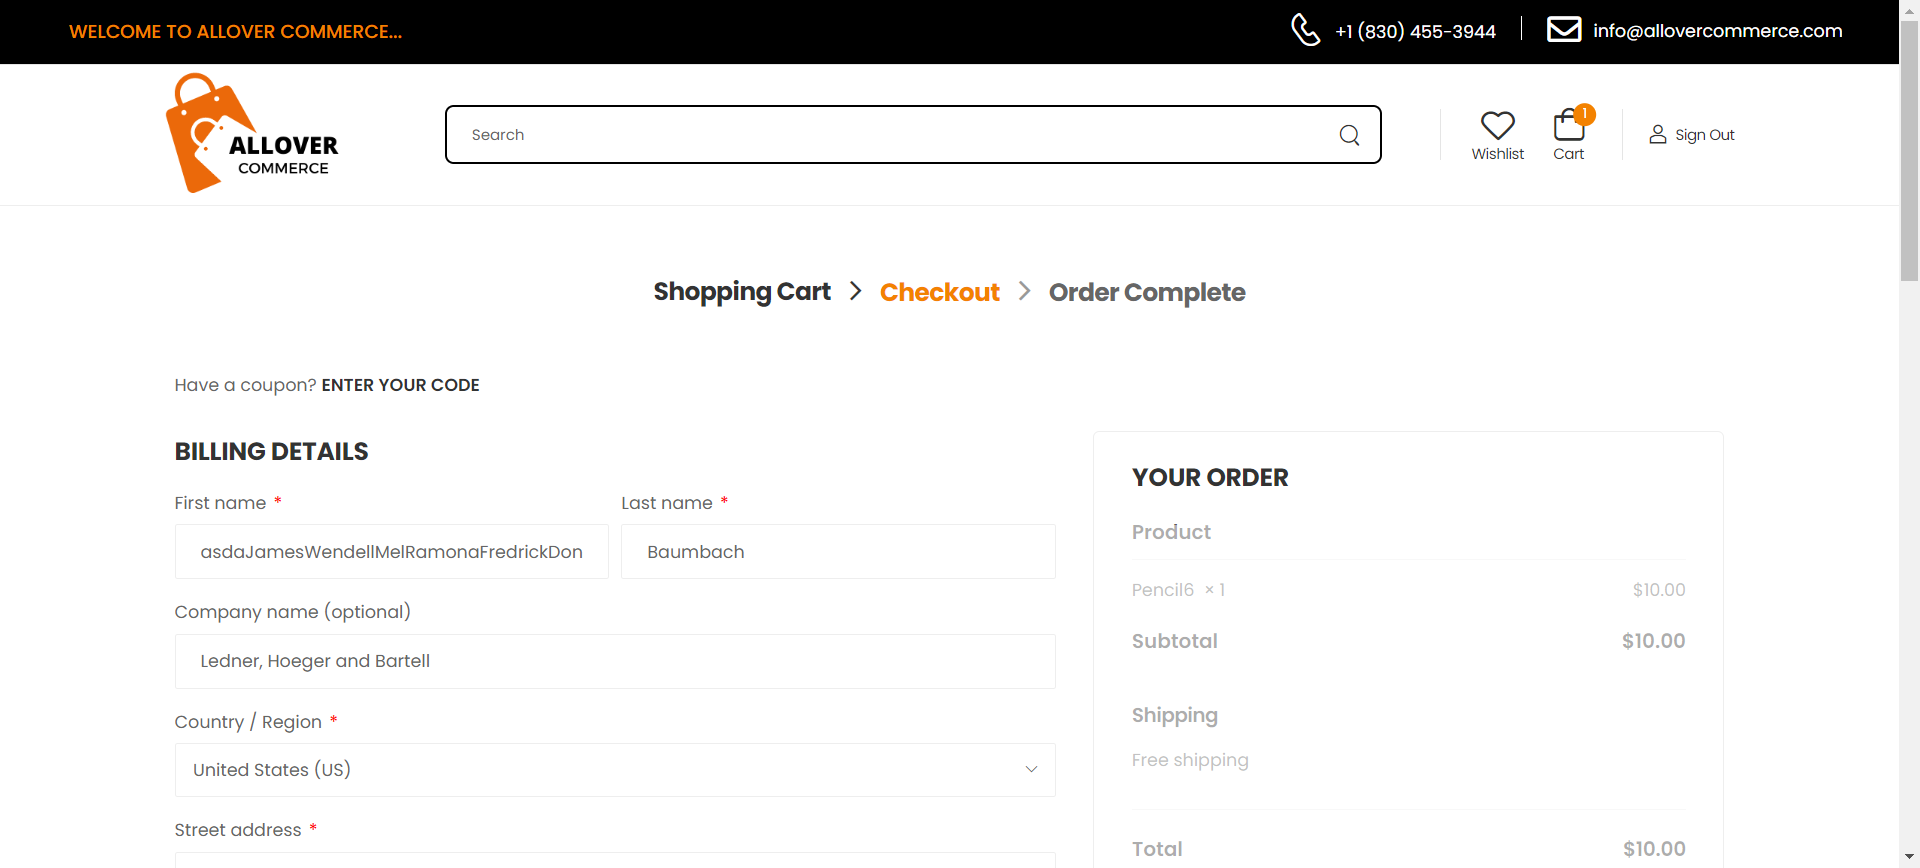 WELCOME TO ALLOVER COMMERCE...
+1 (830) 455-3944
info@allovercommerce.com
ALLOVER
COMMERCE
Search
Wishlist
1
Cart
Sign Out
Shopping Cart
Checkout
Order Complete
Have a coupon? ENTER YOUR CODE
BILLING DETAILS
First name *
Last name *
asdaJamesWendellMelRamonaFredrickDon
Baumbach
Company name (optional)
Ledner, Hoeger and Bartell
Country / Region *
United States (US)
Street address *
YOUR ORDER
Product
Pencil6 × 1 $10.00
Subtotal $10.00
Shipping
Free shipping
Total $10.00